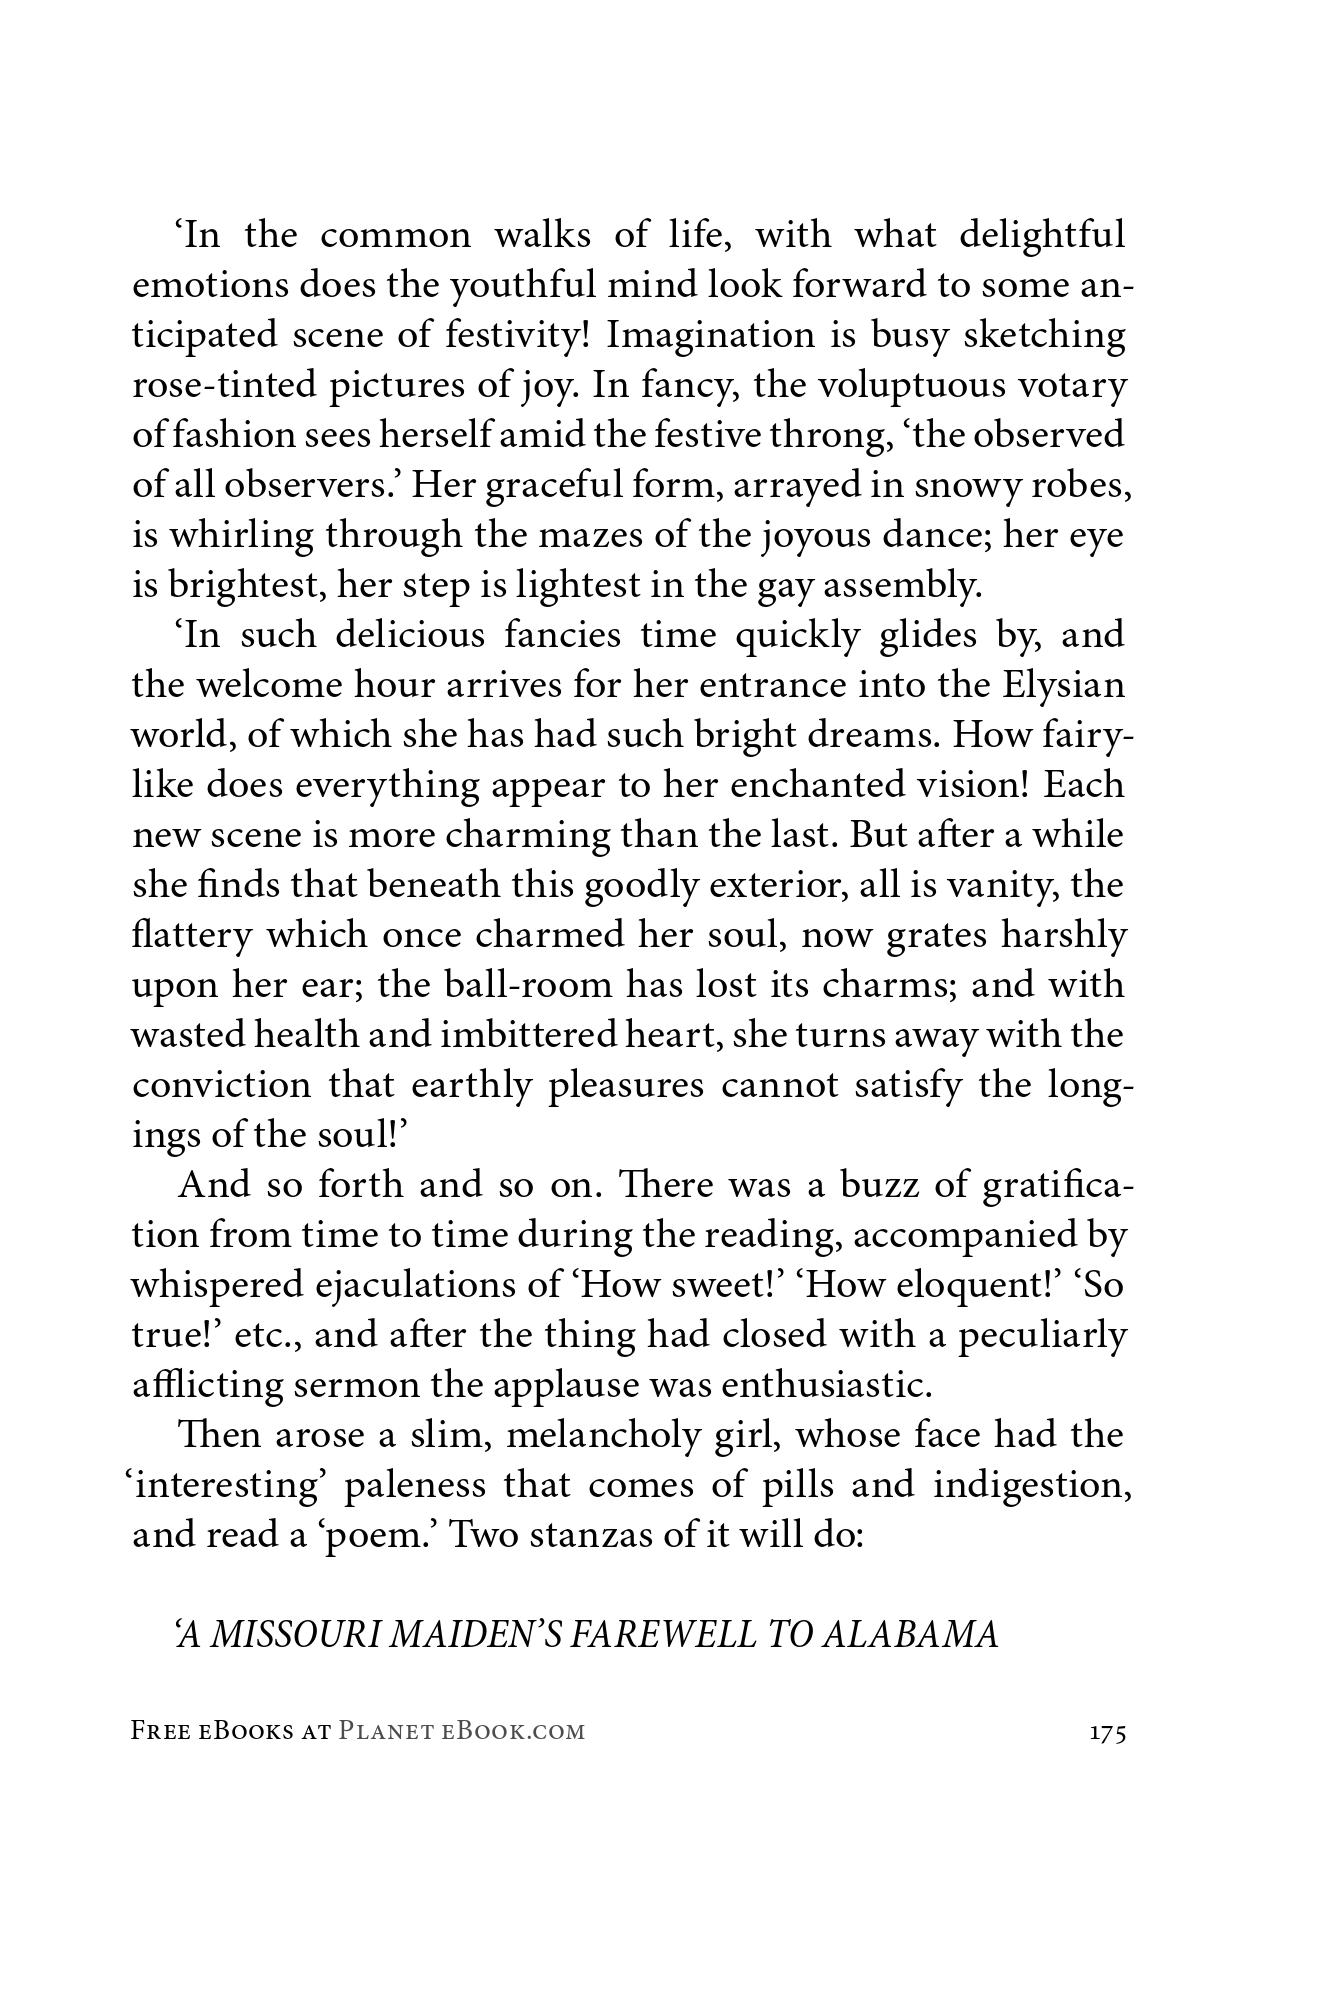 ‘In the common walks of life, with what delightful
emotions does the youthful mind look forward to some an-
ticipated scene of festivity! Imagination is busy sketching
rose-tinted pictures of joy. In fancy, the voluptuous votary
of fashion sees herself amid the festive throng, ‘the observed
of all observers.’ Her graceful form, arrayed in snowy robes,
is whirling through the mazes of the joyous dance; her eye
is brightest, her step is lightest in the gay assembly.
‘In such delicious fancies time quickly glides by, and
the welcome hour arrives for her entrance into the Elysian
world, of which she has had such bright dreams. How fairy-
like does everything appear to her enchanted vision! Each
new scene is more charming than the last. But after a while
she finds that beneath this goodly exterior, all is vanity, the
flattery which once charmed her soul, now grates harshly
upon her ear; the ball-room has lost its charms; and with
wasted health and imbittered heart, she turns away with the
conviction that earthly pleasures cannot satisfy the long-
ings of the soul!’
And so forth and so on. There was a buzz of gratifica-
tion from time to time during the reading, accompanied by
whispered ejaculations of ‘How sweet!’ ‘How eloquent!’ ‘So
true!’ etc., and after the thing had closed with a peculiarly
afflicting sermon the applause was enthusiastic.
Then arose a slim, melancholy girl, whose face had the
‘interesting’ paleness that comes of pills and indigestion,
and read a ‘poem.’ Two stanzas of it will do:
‘A MISSOURI MAIDEN’S FAREWELL TO ALABAMA
Free eBooks at Planet eBook.com 175